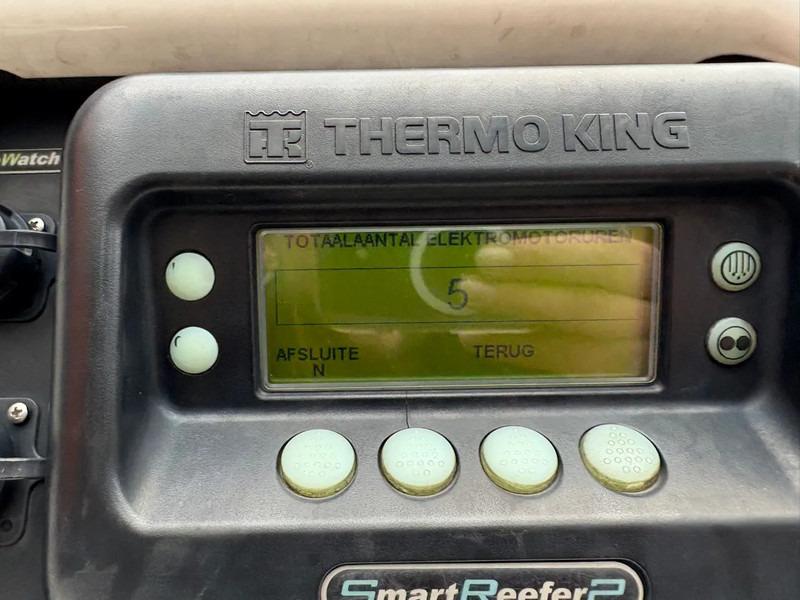 THERMO KING
Watch
TOTAALAANTAL ELEKTROMOTORUREN
5
AFSLUITE TERUG
N
SmartReefer2